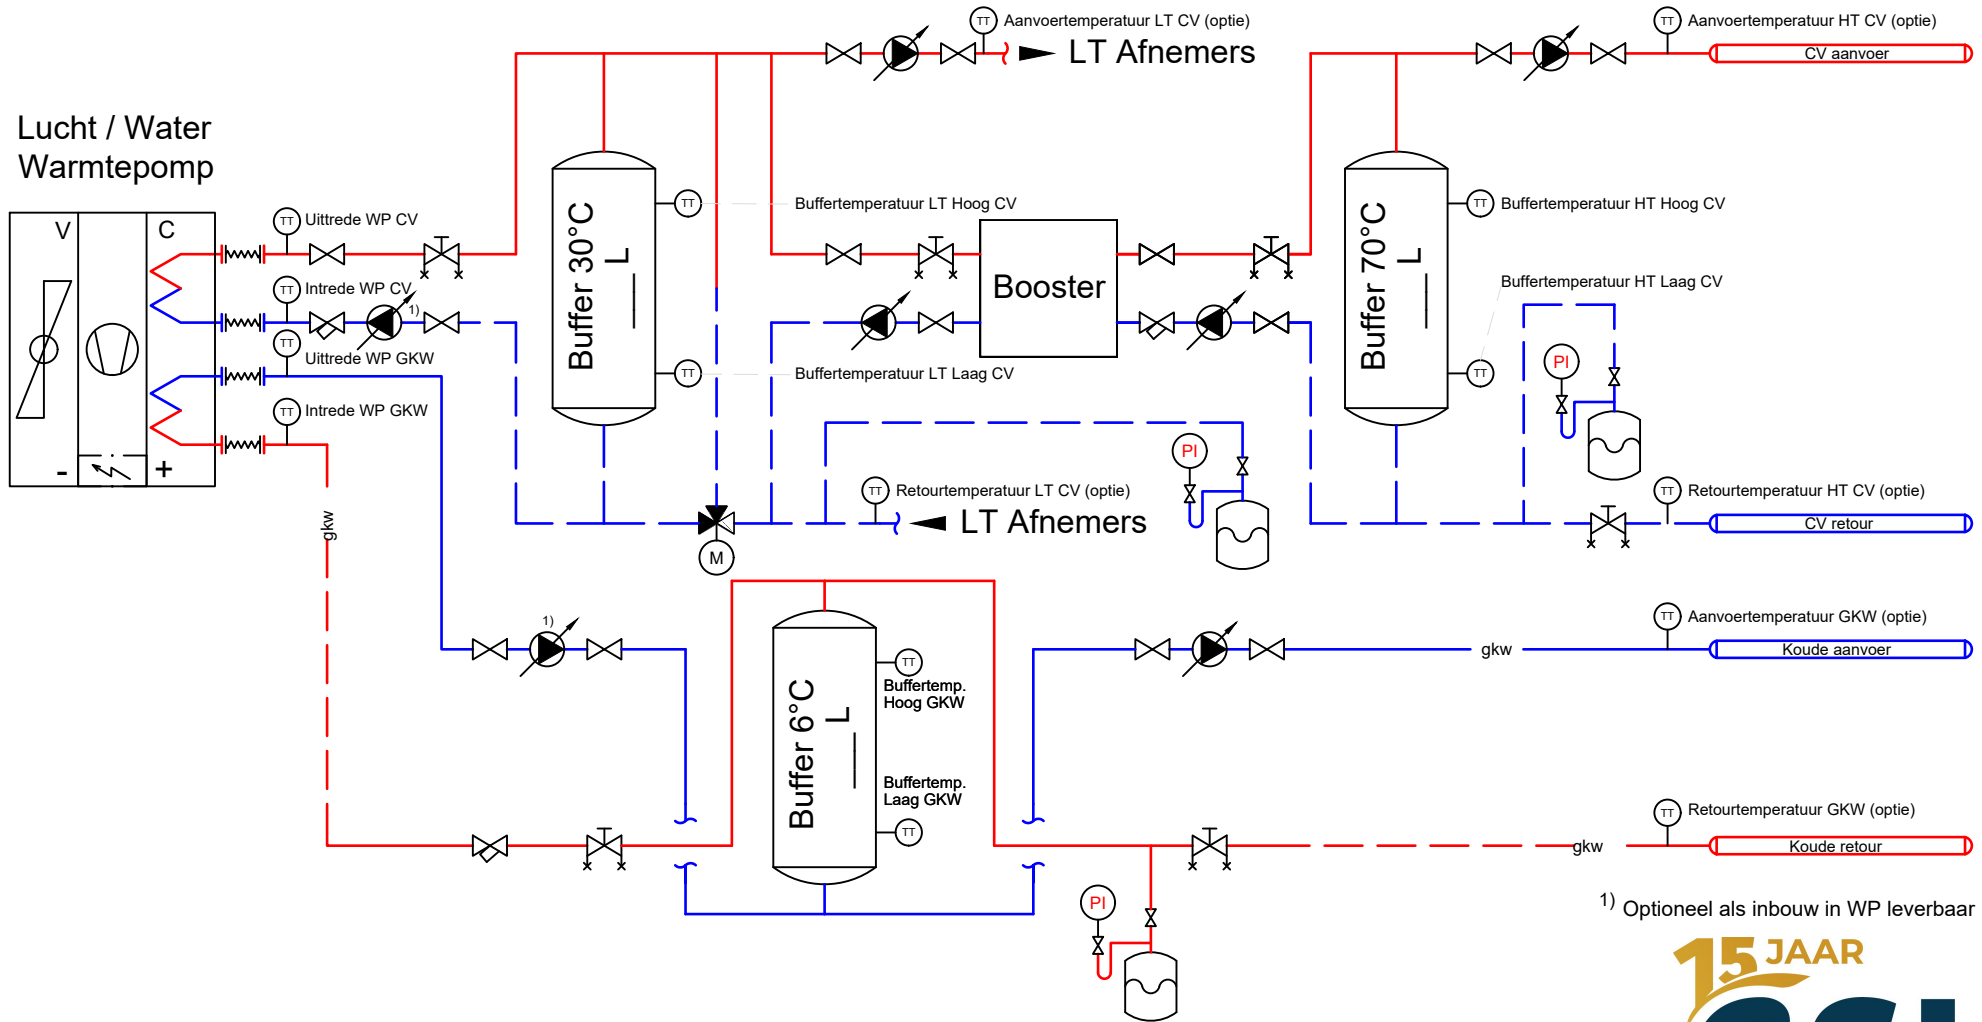 TT Aanvoertemperatuur LT CV (optie)
LT Afnemers
TT Aanvoertemperatuur HT CV (optie)
CV aanvoer
Lucht / Water
Warmtepomp
V
C
- +
TT Uittrede WP CV
TT Intrede WP CV
1)
TT Uittrede WP GKW
TT Intrede WP GKW
Buffer 30°C
L
TT Buffertemperatuur LT Hoog CV
TT Buffertemperatuur LT Laag CV
Booster
Buffer 70°C
L
TT Buffertemperatuur HT Hoog CV
Buffertemperatuur HT Laag CV
TT
PI
PI
TT Retourtemperatuur LT CV (optie)
LT Afnemers
M
TT Retourtemperatuur HT CV (optie)
CV retour
gkw
1)
Buffer 6°C
L
TT
Buffertemp.
Hoog GKW
Buffertemp.
Laag GKW
TT
gkw
TT Aanvoertemperatuur GKW (optie)
Koude aanvoer
gkw
TT Retourtemperatuur GKW (optie)
Koude retour
PI
1) Optioneel als inbouw in WP leverbaar
15 JAAR